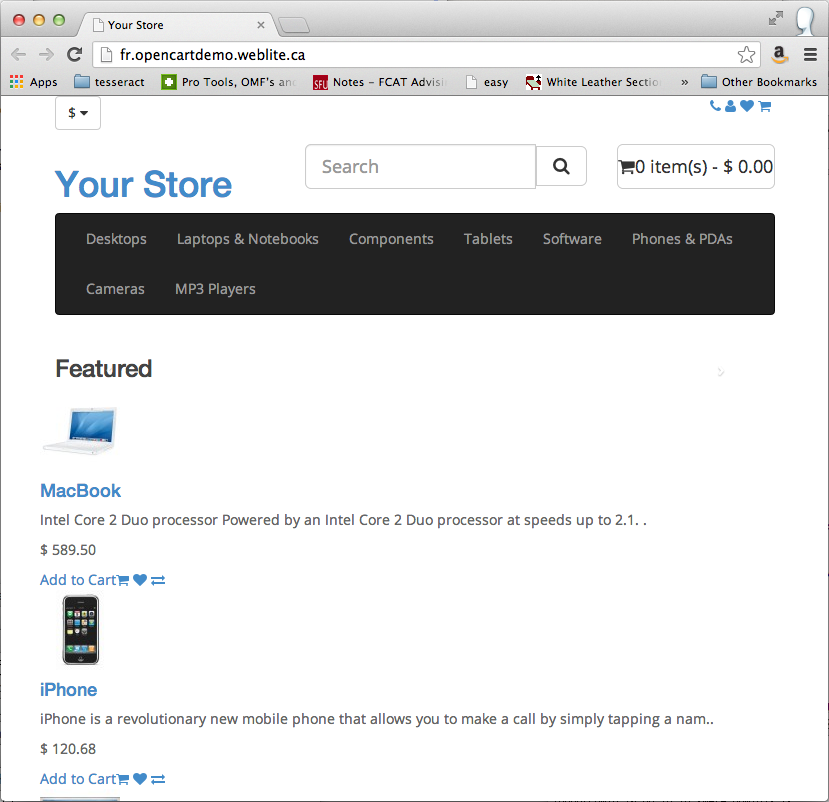 Your Store
fr.opencartdemo.weblite.ca
Apps tesseract Pro Tools, OMF's and SFU Notes – FCAT Advisi easy White Leather Sectio » Other Bookmarks
$
Your Store
Search
0 item(s) - $ 0.00
Desktops Laptops & Notebooks Components Tablets Software Phones & PDAs
Cameras MP3 Players
Featured
MacBook
Intel Core 2 Duo processor Powered by an Intel Core 2 Duo processor at speeds up to 2.1. .
$ 589.50
Add to Cart
iPhone
iPhone is a revolutionary new mobile phone that allows you to make a call by simply tapping a nam..
$ 120.68
Add to Cart